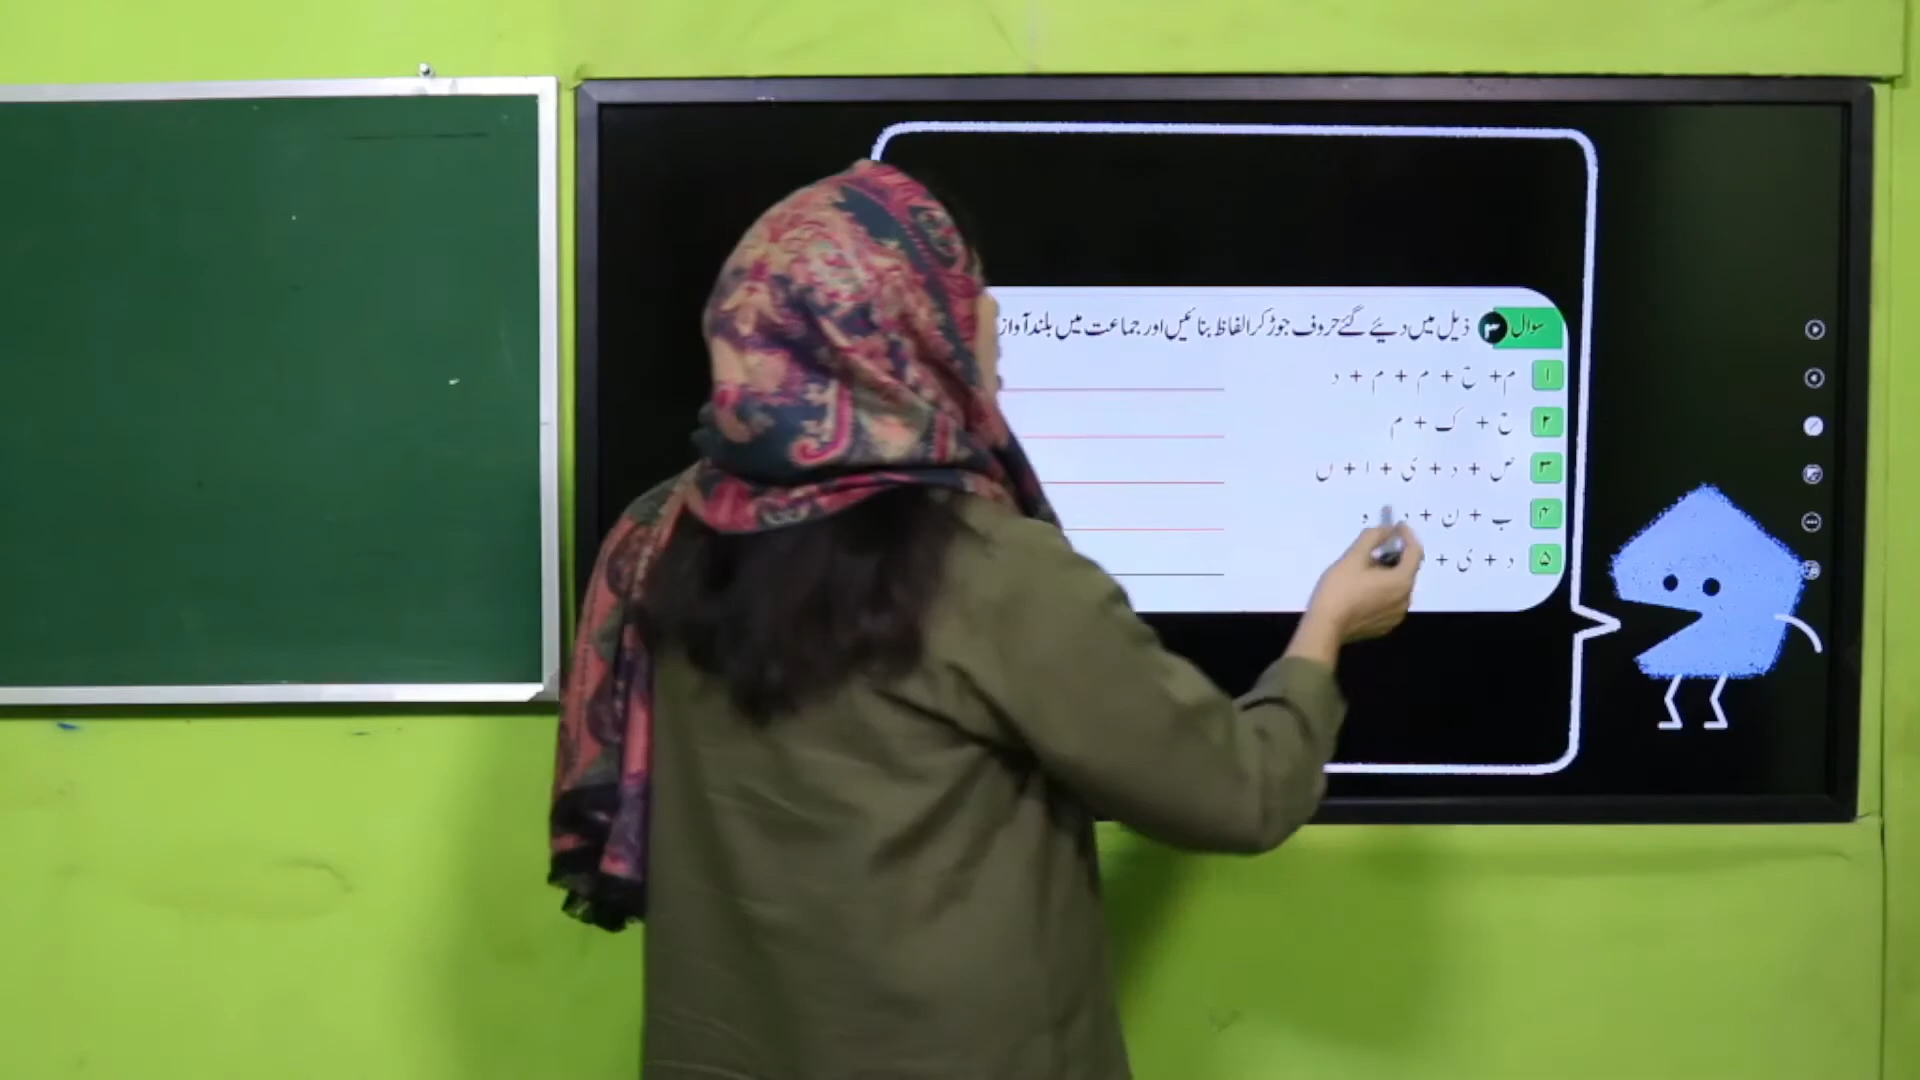 سوال ۳ ذیل میں دیئے گئے حروف جوڑ کر الفاظ بنائیں اور جماعت میں بلند آواز
۱ م + ح + م + م + د
۲ ح + ک + م
۳ ص + د + ی + ا + ں
۴ ب + ن + د ہ
۵ د + ی +